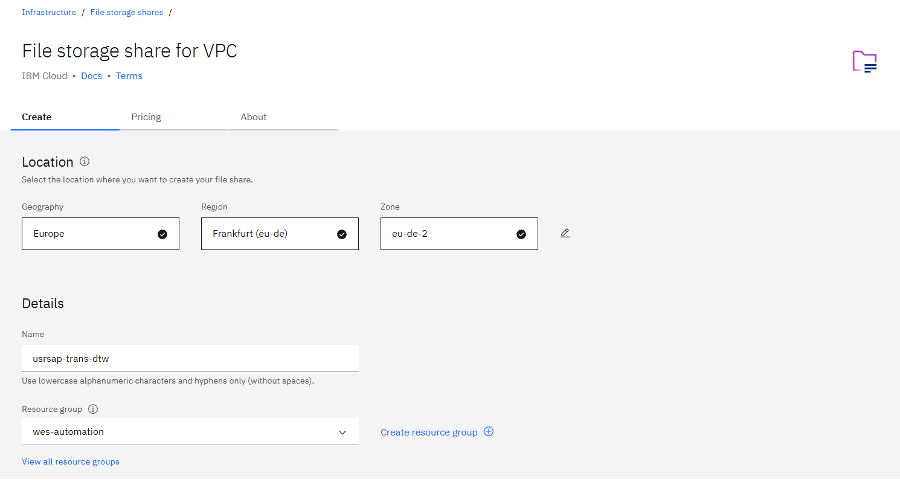 Infrastructure / File storage shares /
File storage share for VPC
IBM Cloud • Docs • Terms
Create Pricing About
Location
Select the location where you want to create your file share.
Geography Region Zone
Europe Frankfurt (eu-de) eu-de-2
Details
Name
usrsap-trans-dtw
Use lowercase alphanumeric characters and hyphens only (without spaces).
Resource group
wes-automation
Create resource group
View all resource groups